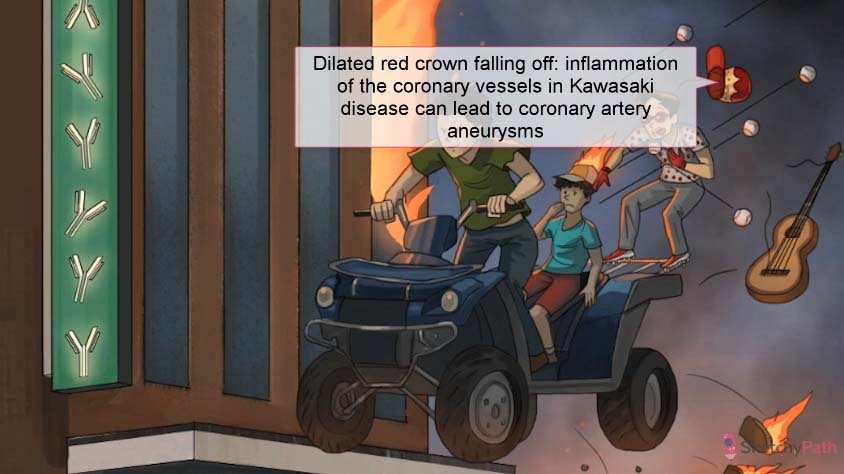 Dilated red crown falling off: inflammation
of the coronary vessels in Kawasaki
disease can lead to coronary artery
aneurysms
SketchyPath